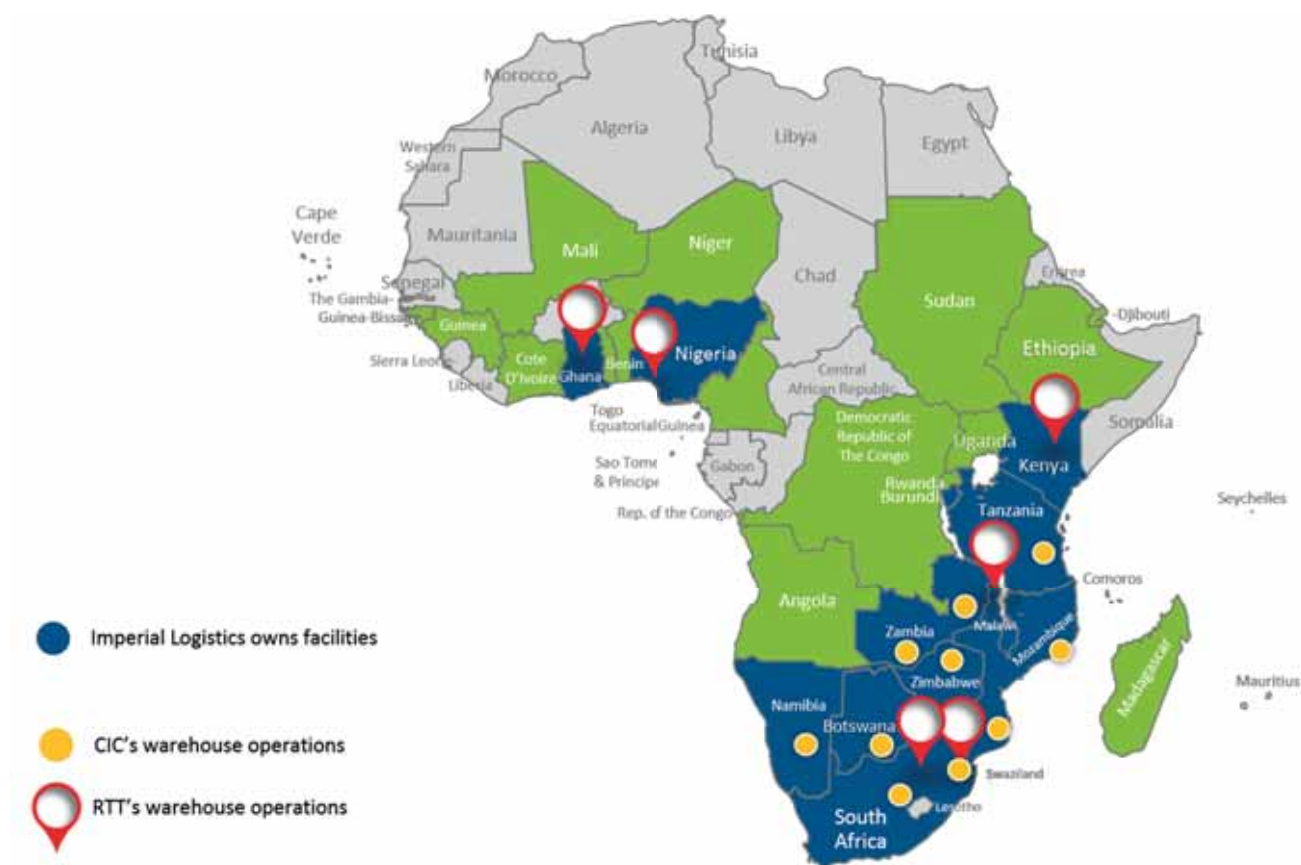 Tunisia
Morocco
Algeria
Libya
Egypt
Western
Sahara
Cape
Verde
Mauritania
Mali
Niger
Chad
Sudan
Eritrea
Senegal
The Gambia-
Guinea-Bissau
Guinea
-Djibouti
Ethiopia
Sierra Leone
Liberia
Cote
D'Ivoire
Ghana
Benin
Nigeria
Central
African Republic
Somalia
Togo
Equatorial Guinea
Democratic
Republic of
The Congo
Uganda
Kenya
Sao Tome
& Principe
Gabon
Rwanda
Burundi
Rep. of the Congo
Tanzania
Seychelles
Comoros
Angola
Zambia
Malawi
Mozambique
Zimbabwe
Madagascar
Mauritius
Namibia
Botswana
Swaziland
Lesotho
South
Africa
Imperial Logistics owns facilities
CIC's warehouse operations
RTT's warehouse operations